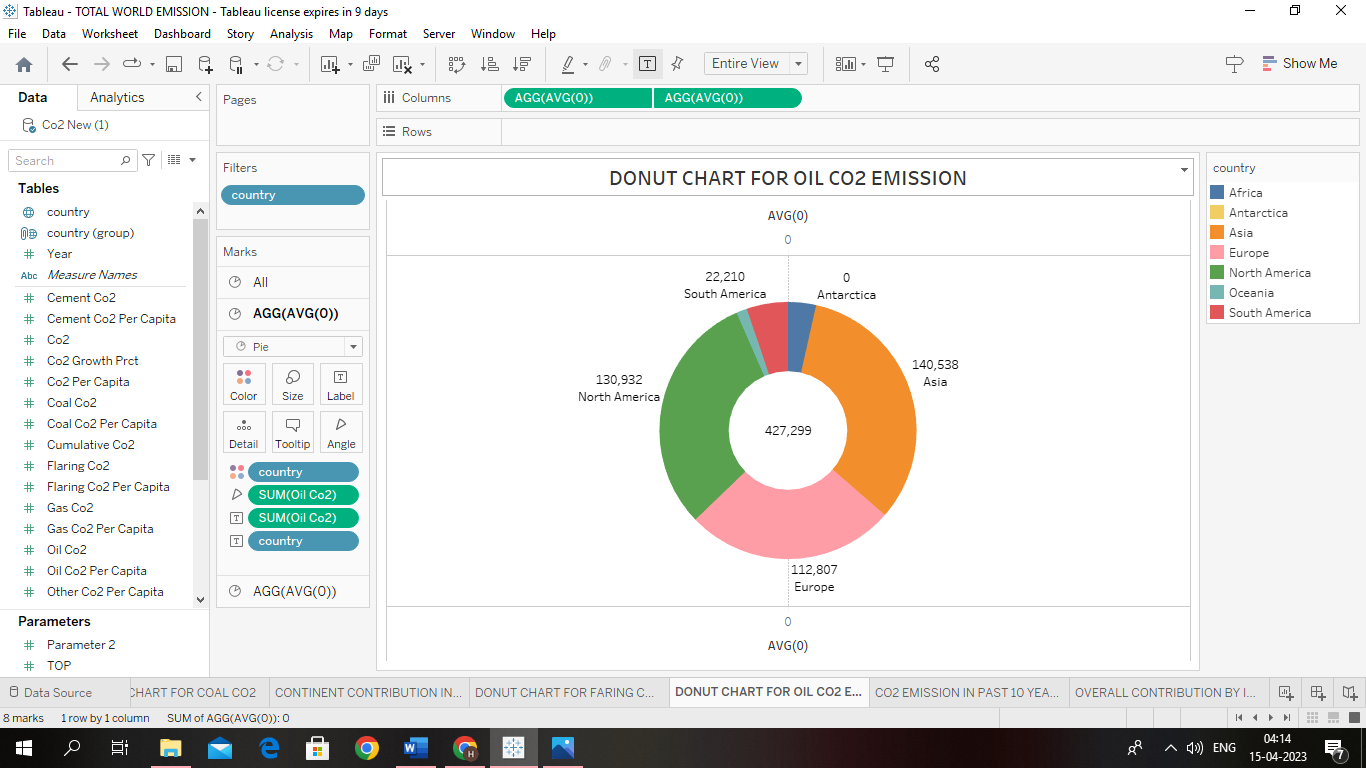 Tableau - TOTAL WORLD EMISSION - Tableau license expires in 9 days
File Data Worksheet Dashboard Story Analysis Map Format Server Window Help
Entire View
Show Me
Data Analytics
Co2 New (1)
Search
Tables
country
country (group)
Year
Abc Measure Names
Cement Co2
Cement Co2 Per Capita
Co2
Co2 Growth Prct
Co2 Per Capita
Coal Co2
Coal Co2 Per Capita
Cumulative Co2
Flaring Co2
Flaring Co2 Per Capita
Gas Co2
Gas Co2 Per Capita
Oil Co2
Oil Co2 Per Capita
Other Co2 Per Capita
Parameters
Parameter 2
TOP
Pages
Filters
country
Marks
All
AGG(AVG(0))
Pie
Color Size Label
Detail Tooltip Angle
country
SUM(Oil Co2)
SUM(Oil Co2)
country
AGG(AVG(0))
Columns AGG(AVG(0)) AGG(AVG(0))
Rows
DONUT CHART FOR OIL CO2 EMISSION
AVG(0)
0
22,210
South America
0
Antarctica
140,538
Asia
130,932
North America
427,299
112,807
Europe
0
AVG(0)
country
Africa
Antarctica
Asia
Europe
North America
Oceania
South America
Data Source CHART FOR COAL CO2 CONTINENT CONTRIBUTION IN... DONUT CHART FOR FARING C... DONUT CHART FOR OIL CO2 E... CO2 EMISSION IN PAST 10 YEA... OVERALL CONTRIBUTION BY I...
8 marks 1 row by 1 column SUM of AGG(AVG(0)): 0
ENG
04:14
15-04-2023
7